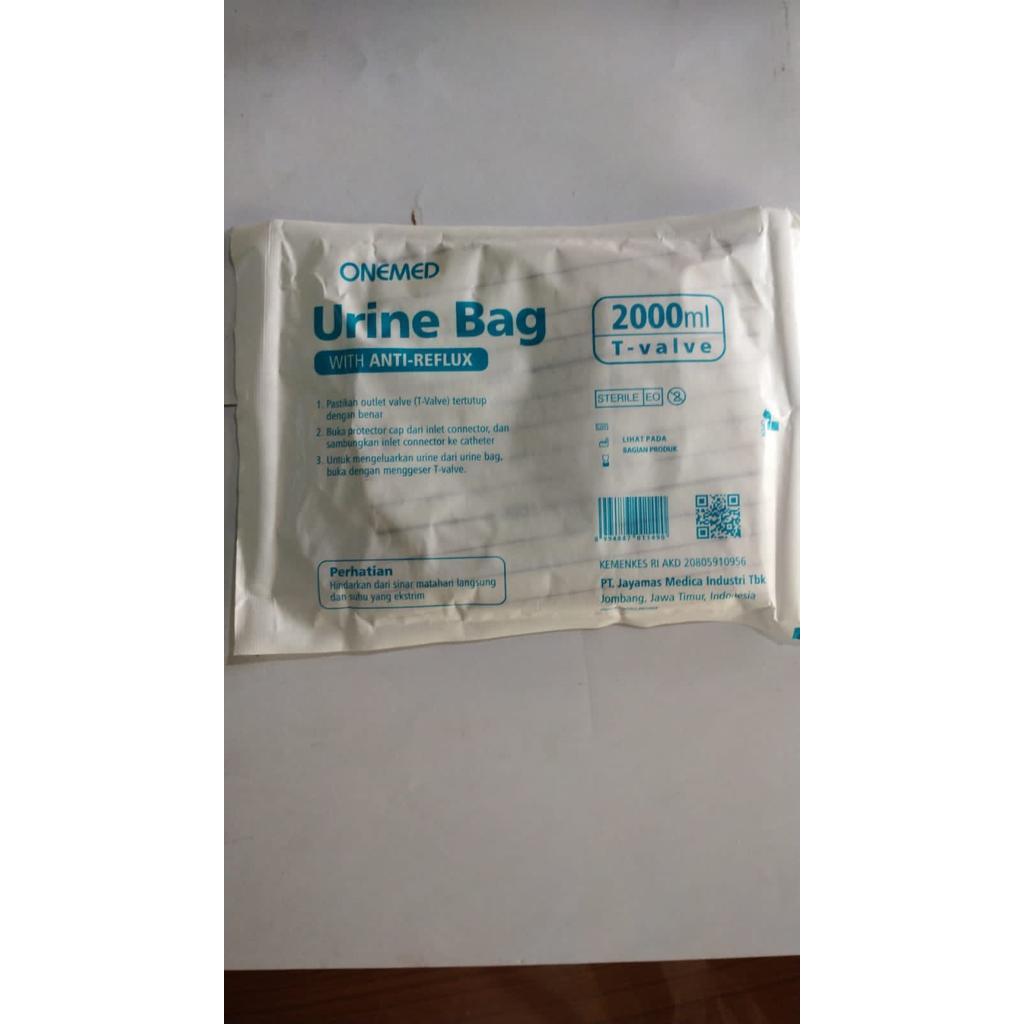 ONEMED
Urine Bag
WITH ANTI-REFLUX
2000ml
T-valve
1. Pastikan outlet valve (T-Valve) tertutup
dengan benar
2. Buka protector cap dari inlet connector, dan
sambungkan inlet connector ke catheter
3. Untuk mengeluarkan urine dari urine bag,
buka dengan menggeser T-valve.
STERILE EO
LIHAT PADA
BAGIAN PRODUK
Perhatian
Hindarkan dari sinar matahari langsung
dan suhu yang ekstrim
KEMENKES RI AKD 20805910956
PT. Jayamas Medica Industri Tbk
Jombang, Jawa Timur, Indonesia